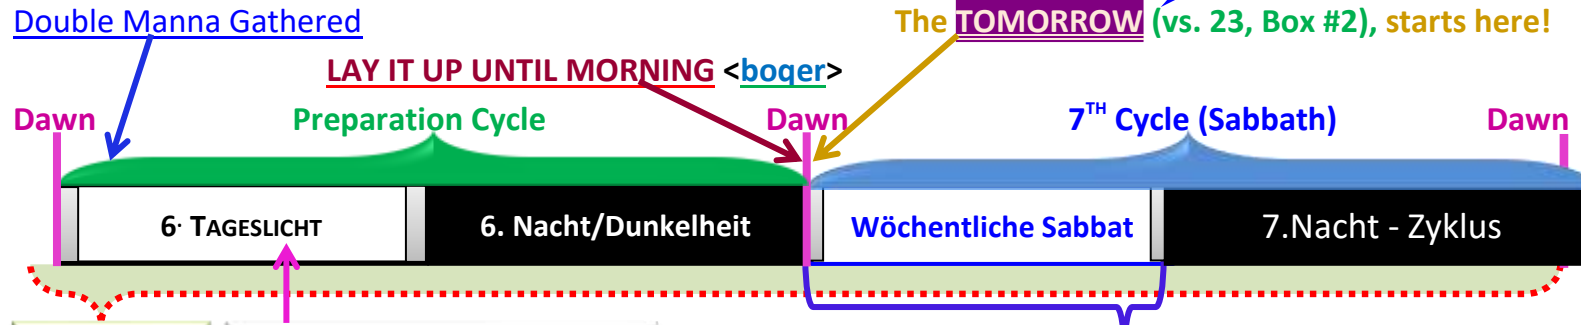 Double Manna Gathered
The TOMORROW (vs. 23, Box #2), starts here!
LAY IT UP UNTIL MORNING <boqer>
Dawn Preparation Cycle Dawn 7TH Cycle (Sabbath) Dawn
6. TAGESLICHT 6. Nacht/Dunkelheit Wöchentliche Sabbat 7.Nacht - Zyklus